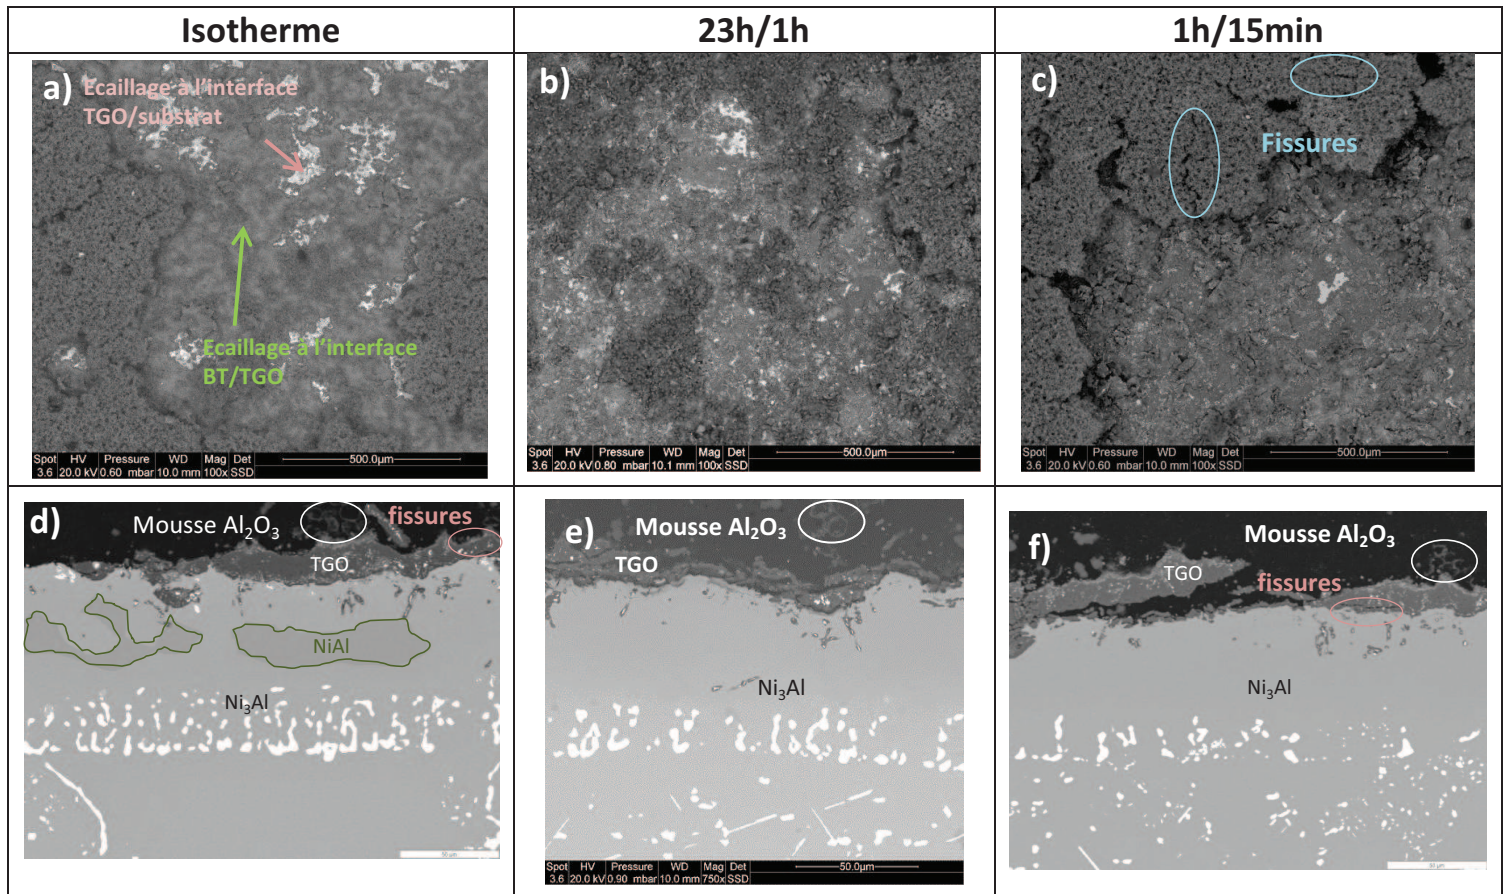 Isotherme
23h/1h
1h/15min
a)
Ecaillage à l'interface
TGO/substrat
Ecaillage à l'interface
BT/TGO
Spot HV Pressure WD Mag Det
3.6 20.0 kV 0.60 mbar 10.0 mm 100x SSD
500.0µm
b)
Spot HV Pressure WD Mag Det
3.6 20.0 kV 0.80 mbar 10.1 mm 100x SSD
500.0µm
c)
Fissures
Spot HV Pressure WD Mag Det
3.6 20.0 kV 0.60 mbar 10.0 mm 100x SSD
500.0µm
d)
Mousse Al₂O₃
fissures
TGO
NiAl
Ni₃Al
50 µm
e)
Mousse Al₂O₃
TGO
Ni₃Al
Spot HV Pressure WD Mag Det
3.6 20.0 kV 0.90 mbar 10.0 mm 750x SSD
50.0µm
f)
Mousse Al₂O₃
TGO
fissures
Ni₃Al
50 µm